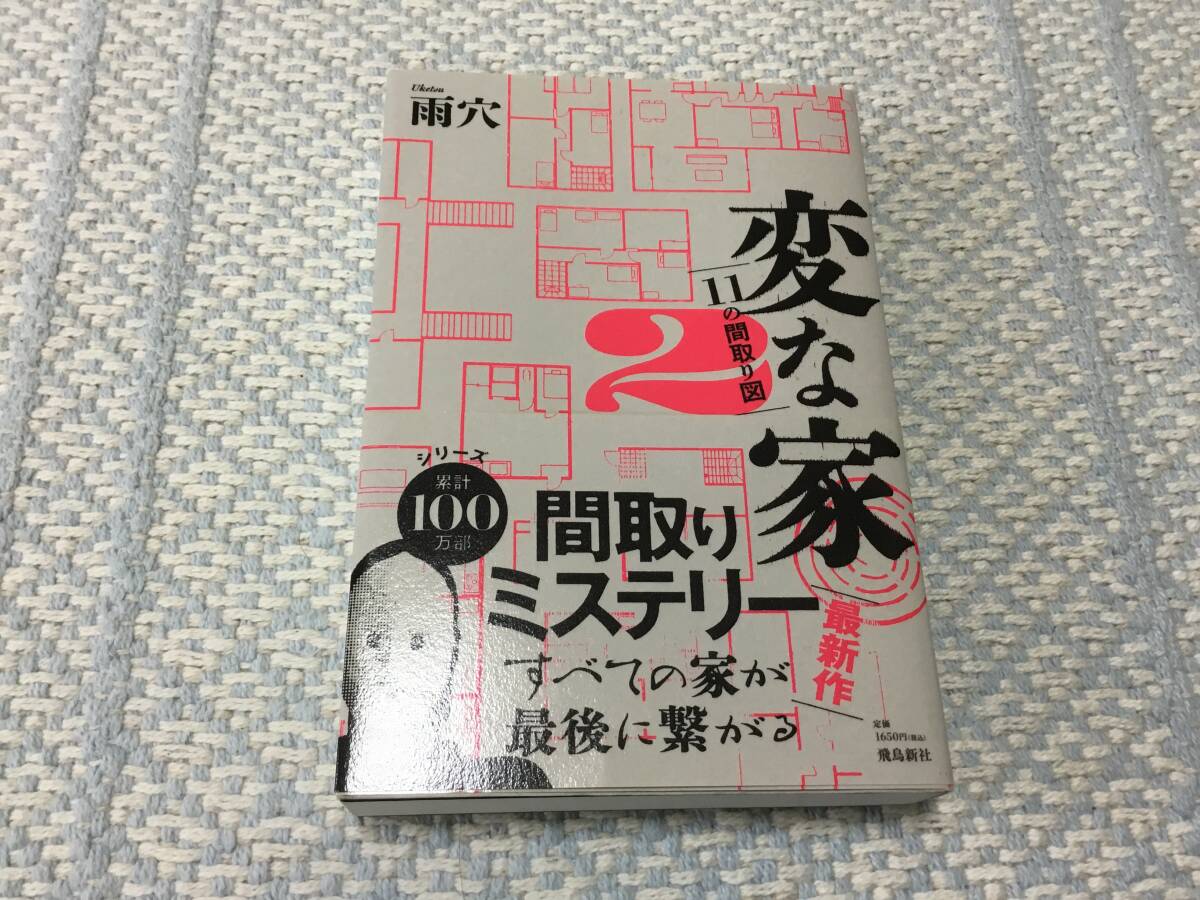 Uketsu
雨穴
変な家
2
11の間取り図
シリーズ
累計
100
万部
間取り
ミステリー
すべての家が
最後に繋がる
最新作
定価
1650円(税込)
飛鳥新社